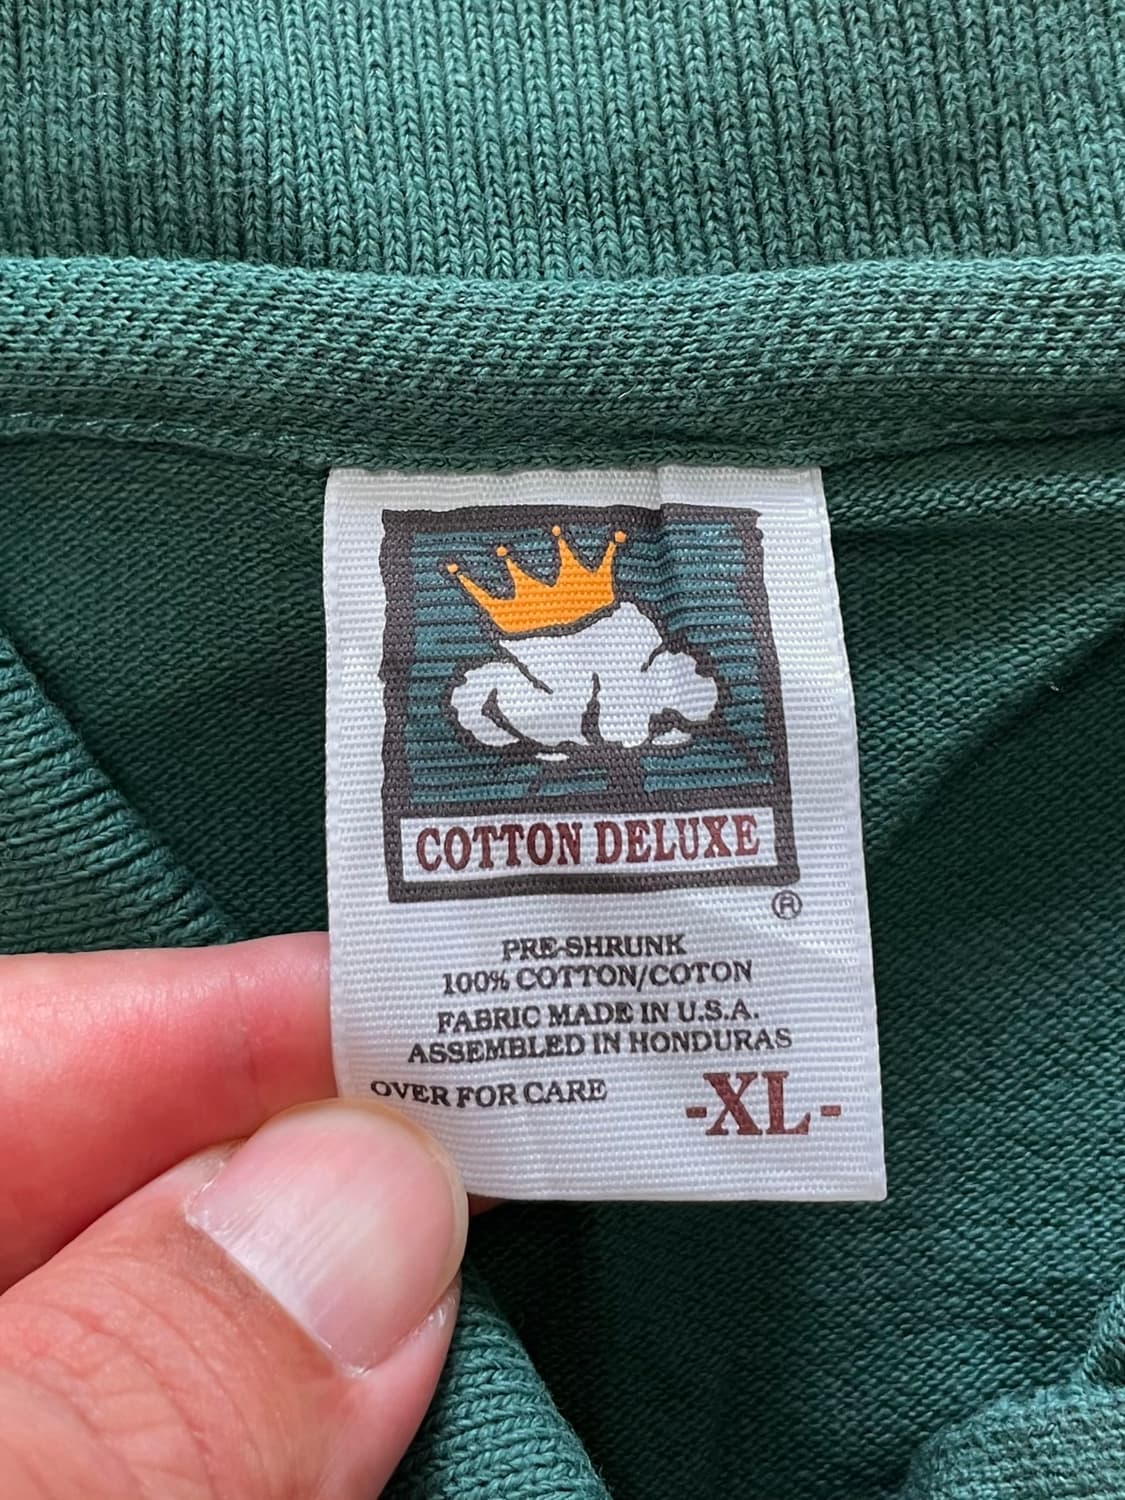 COTTON DELUXE
®
PRE-SHRUNK
100% COTTON/COTON
FABRIC MADE IN U.S.A.
ASSEMBLED IN HONDURAS
OVER FOR CARE
-XL-